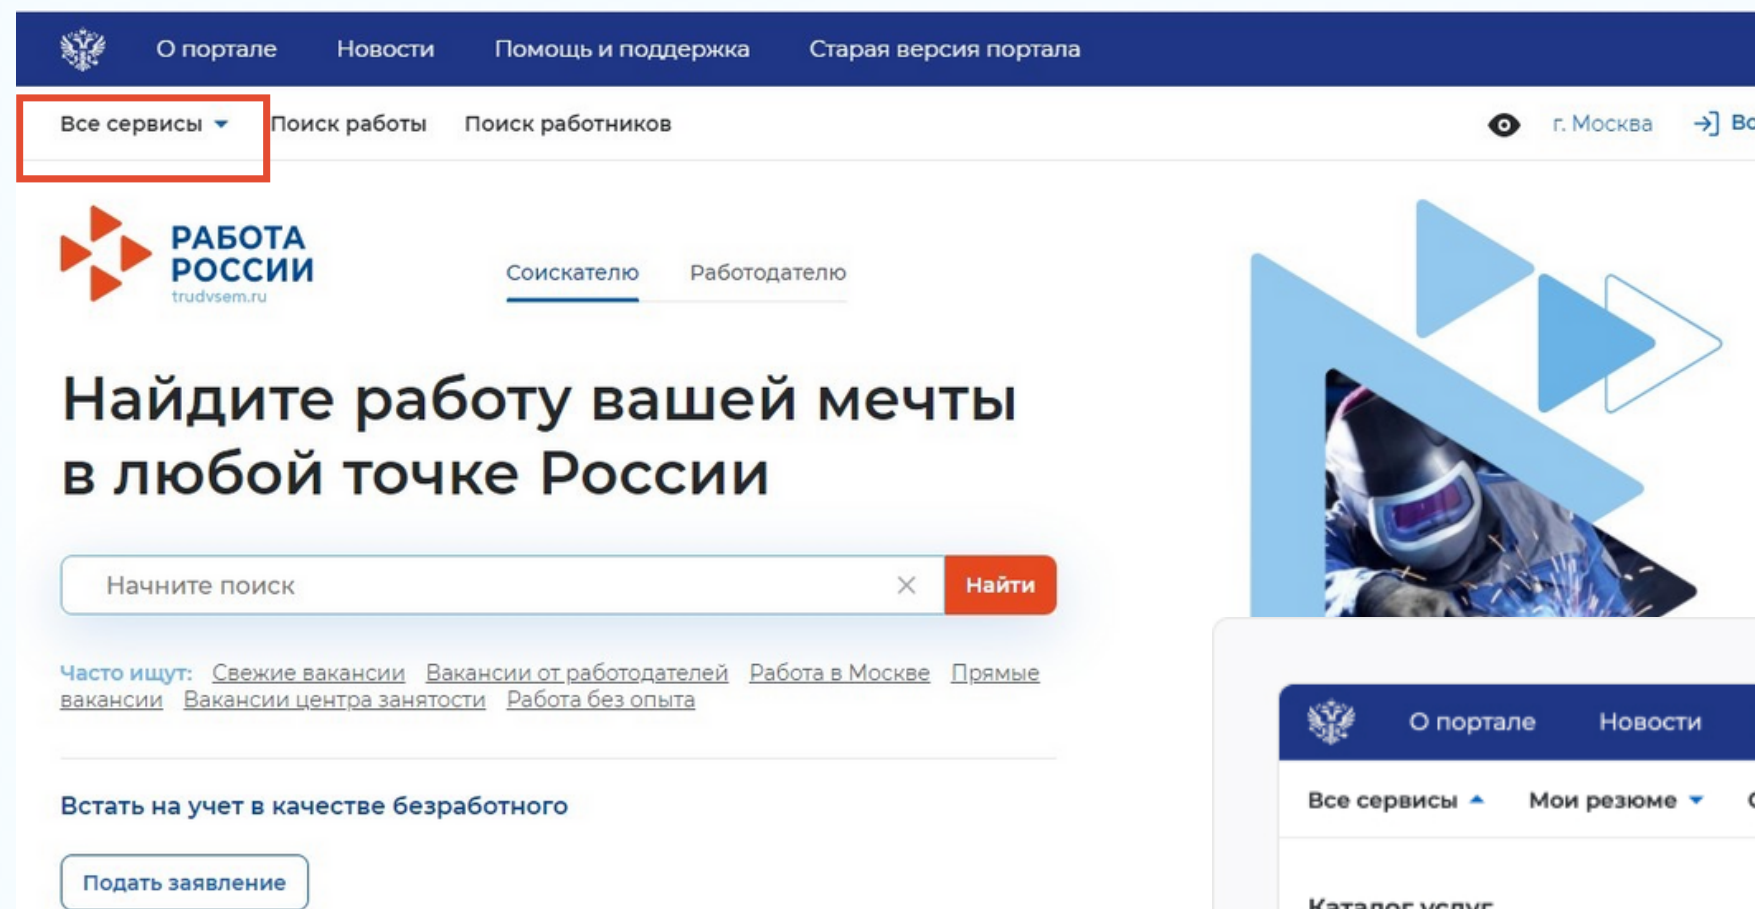 О портале Новости Помощь и поддержка Старая версия портала
Все сервисы Поиск работы Поиск работников г. Москва
РАБОТА
РОССИИ
trudvsem.ru
Соискателю Работодателю
Найдите работу вашей мечты
в любой точке России
Начните поиск Найти
Часто ищут: Свежие вакансии Вакансии от работодателей Работа в Москве Прямые
вакансии Вакансии центра занятости Работа без опыта
Встать на учет в качестве безработного
Подать заявление
О портале Новости
Все сервисы Мои резюме
Каталог услуг